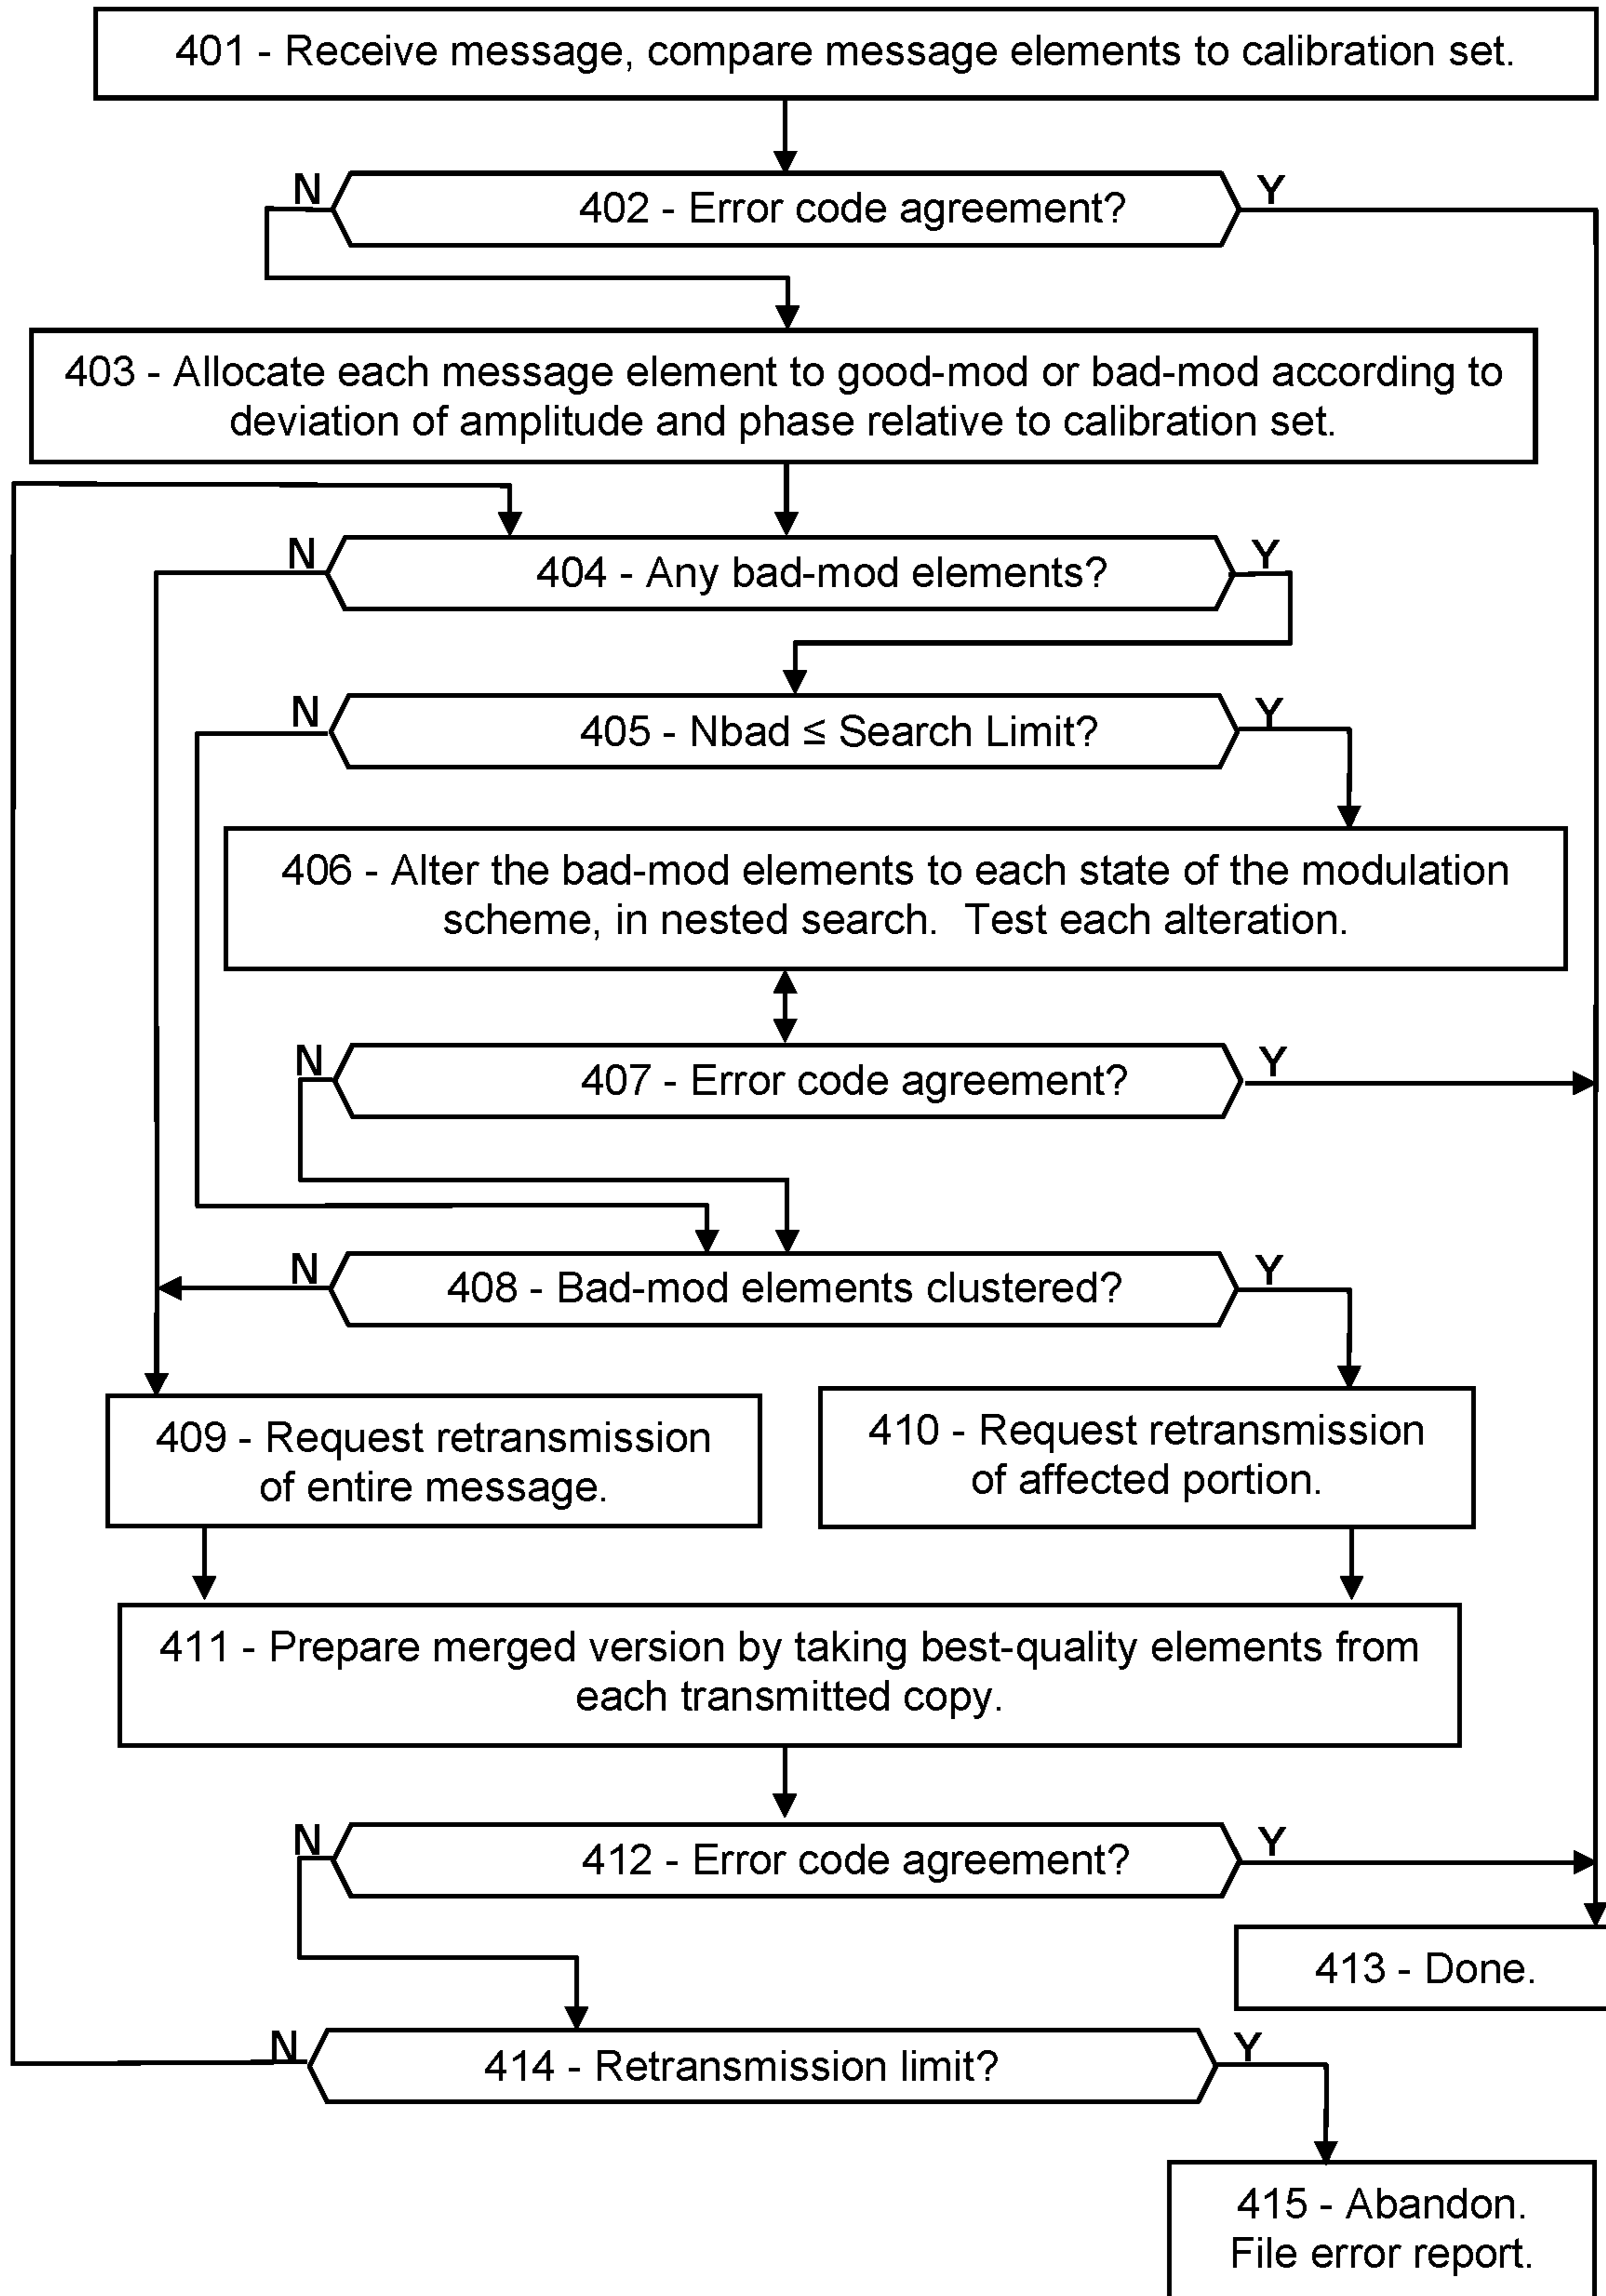 401 - Receive message, compare message elements to calibration set.
N
Y
402 - Error code agreement?
403 - Allocate each message element to good-mod or bad-mod according to
deviation of amplitude and phase relative to calibration set.
N
Y
404 - Any bad-mod elements?
N
Y
405 - Nbad ≤ Search Limit?
406 - Alter the bad-mod elements to each state of the modulation
scheme, in nested search.  Test each alteration.
N
Y
407 - Error code agreement?
N
Y
408 - Bad-mod elements clustered?
409 - Request retransmission
of entire message.
410 - Request retransmission
of affected portion.
411 - Prepare merged version by taking best-quality elements from
each transmitted copy.
N
Y
412 - Error code agreement?
413 - Done.
N
Y
414 - Retransmission limit?
415 - Abandon.
File error report.